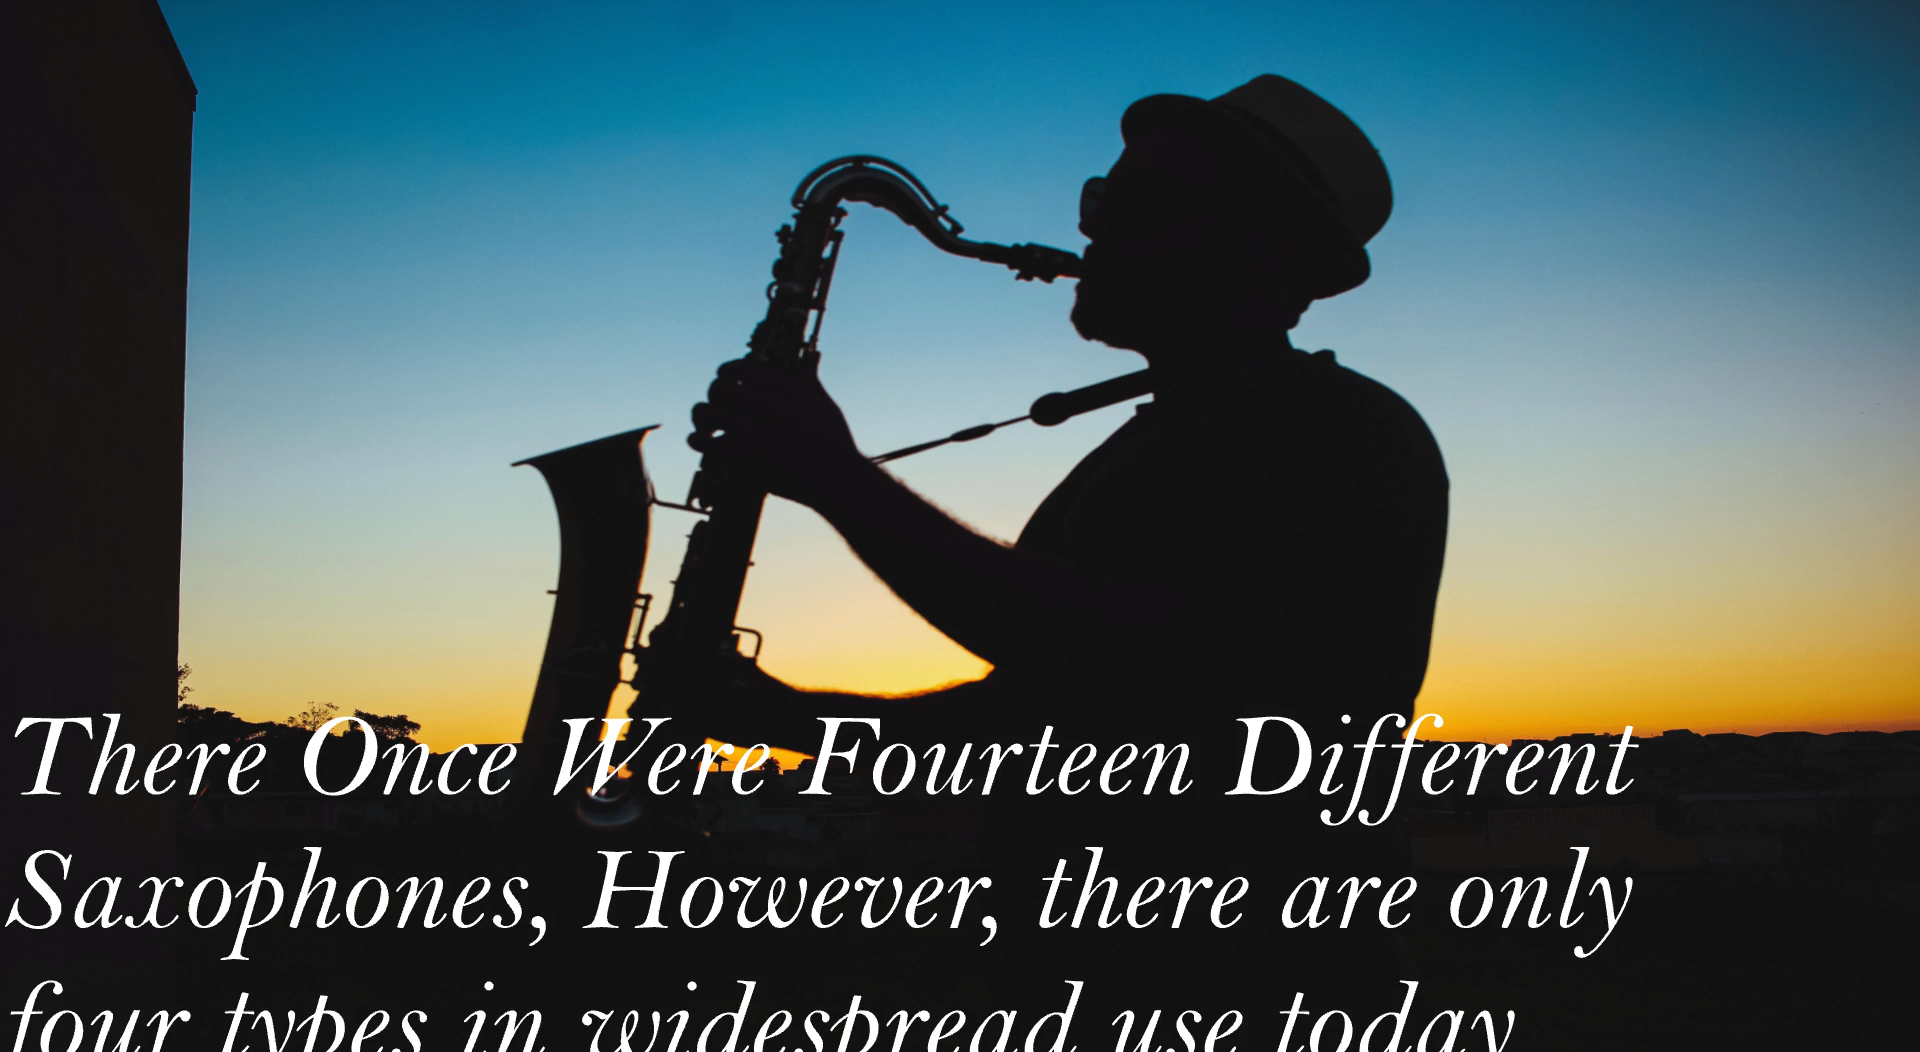 There Once Were Fourteen Different
Saxophones, However, there are only
four types in widespread use today